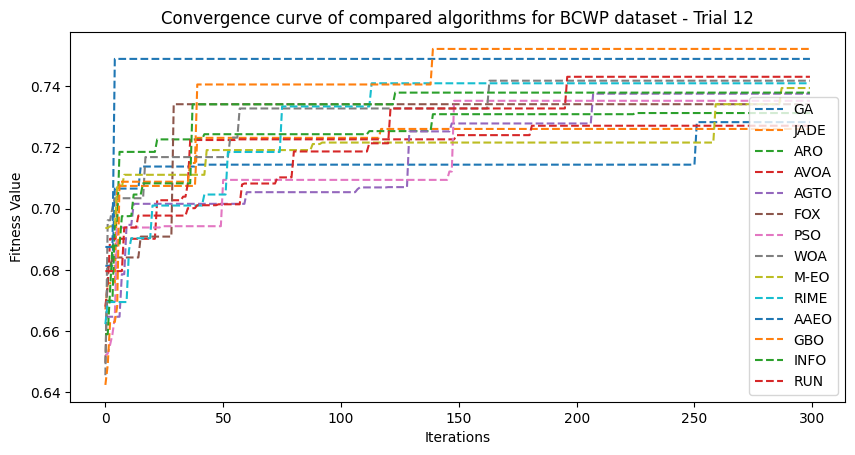 Convergence curve of compared algorithms for BCWP dataset - Trial 12
Fitness Value
0.74
0.72
0.70
0.68
0.66
0.64
0
50
100
150
200
250
300
Iterations
GA
JADE
ARO
AVOA
AGTO
FOX
PSO
WOA
M-EO
RIME
AAEO
GBO
INFO
RUN